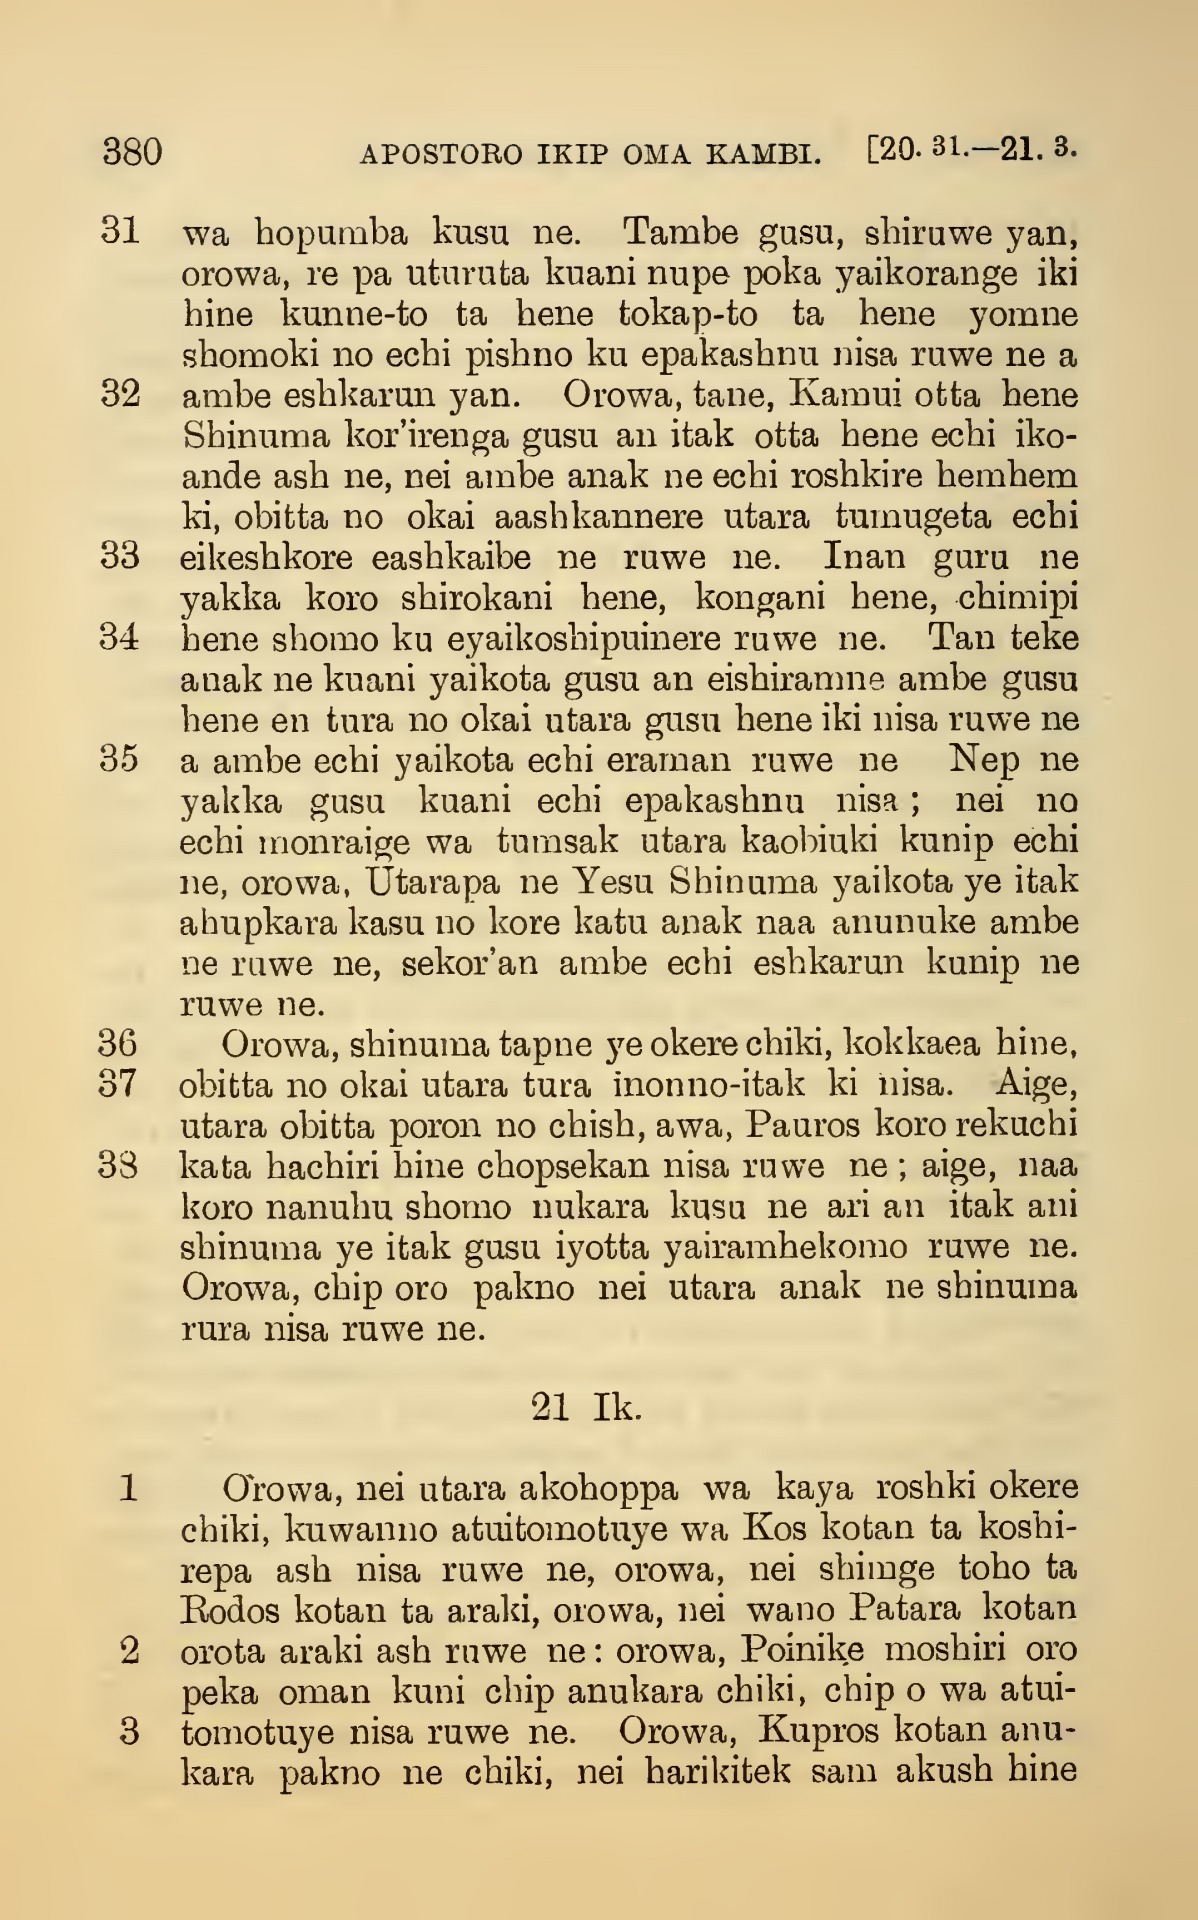 380 APOSTORO IKIP OMA KAMBI. [20. 31.—21. 3.
31 wa hopumba kusu ne. Tambe gusu, shiruwe yan,
orowa, re pa uturuta kuani nupe poka yaikorange iki
hine kunne-to ta hene tokap-to ta hene yomne
shomoki no echi pishno ku epakashnu nisa ruwe ne a
32 ambe eshkarun yan. Orowa, tane, Kamui otta hene
Shinuma kor'irenga gusu an itak otta hene echi iko-
ande ash ne, nei ambe anak ne echi roshkire hemhem
ki, obitta no okai aashkannere utara tumugeta echi
33 eikeshkore eashkaibe ne ruwe ne. Inan guru ne
yakka koro shirokani hene, kongani hene, chimipi
34 hene shomo ku eyaikoshipuinere ruwe ne. Tan teke
anak ne kuani yaikota gusu an eishiramne ambe gusu
hene en tura no okai utara gusu hene iki nisa ruwe ne
35 a ambe echi yaikota echi eraman ruwe ne Nep ne
yakka gusu kuani echi epakashnu nisa; nei no
echi monraige wa tumsak utara kaobiuki kunip echi
ne, orowa, Utarapa ne Yesu Shinuma yaikota ye itak
ahupkara kasu no kore katu anak naa anunuke ambe
ne ruwe ne, sekor'an ambe echi eshkarun kunip ne
ruwe ne.
36 Orowa, shinuma tapne ye okere chiki, kokkaea hine,
37 obitta no okai utara tura inonno-itak ki nisa. Aige,
utara obitta poron no chish, awa, Pauros koro rekuchi
38 kata hachiri hine chopsekan nisa ruwe ne; aige, naa
koro nanuhu shomo nukara kusu ne ari an itak ani
shinuma ye itak gusu iyotta yairamhekomo ruwe ne.
Orowa, chip oro pakno nei utara anak ne shinuma
rura nisa ruwe ne.
21 Ik.
1 Orowa, nei utara akohoppa wa kaya roshki okere
chiki, kuwanno atuitomotuye wa Kos kotan ta koshi-
repa ash nisa ruwe ne, orowa, nei shimge toho ta
Rodos kotan ta araki, orowa, nei wano Patara kotan
2 orota araki ash ruwe ne: orowa, Poinike moshiri oro
peka oman kuni chip anukara chiki, chip o wa atui-
3 tomotuye nisa ruwe ne. Orowa, Kupros kotan anu-
kara pakno ne chiki, nei harikitek sam akush hine